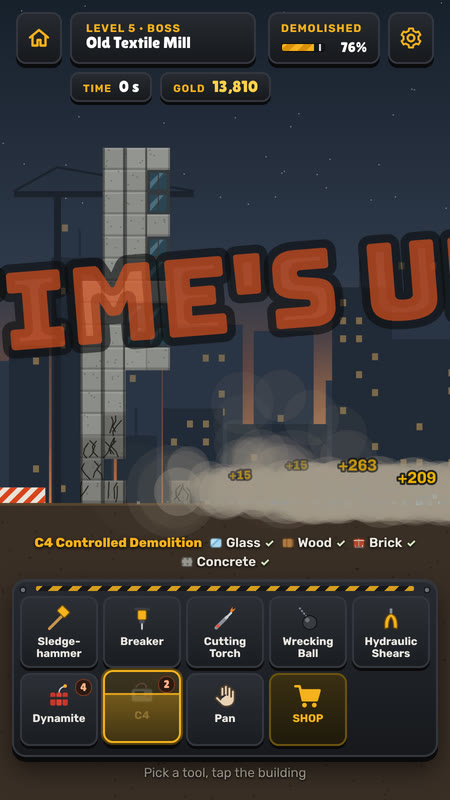 LEVEL 5 • BOSS
Old Textile Mill
DEMOLISHED
76%
TIME 0 s
GOLD 13,810
IME'S U
+15
+15
+263
+209
C4 Controlled Demolition Glass ✓ Wood ✓ Brick ✓
Concrete ✓
Sledge-
hammer
Breaker
Cutting
Torch
Wrecking
Ball
Hydraulic
Shears
4
Dynamite
2
C4
Pan
SHOP
Pick a tool, tap the building